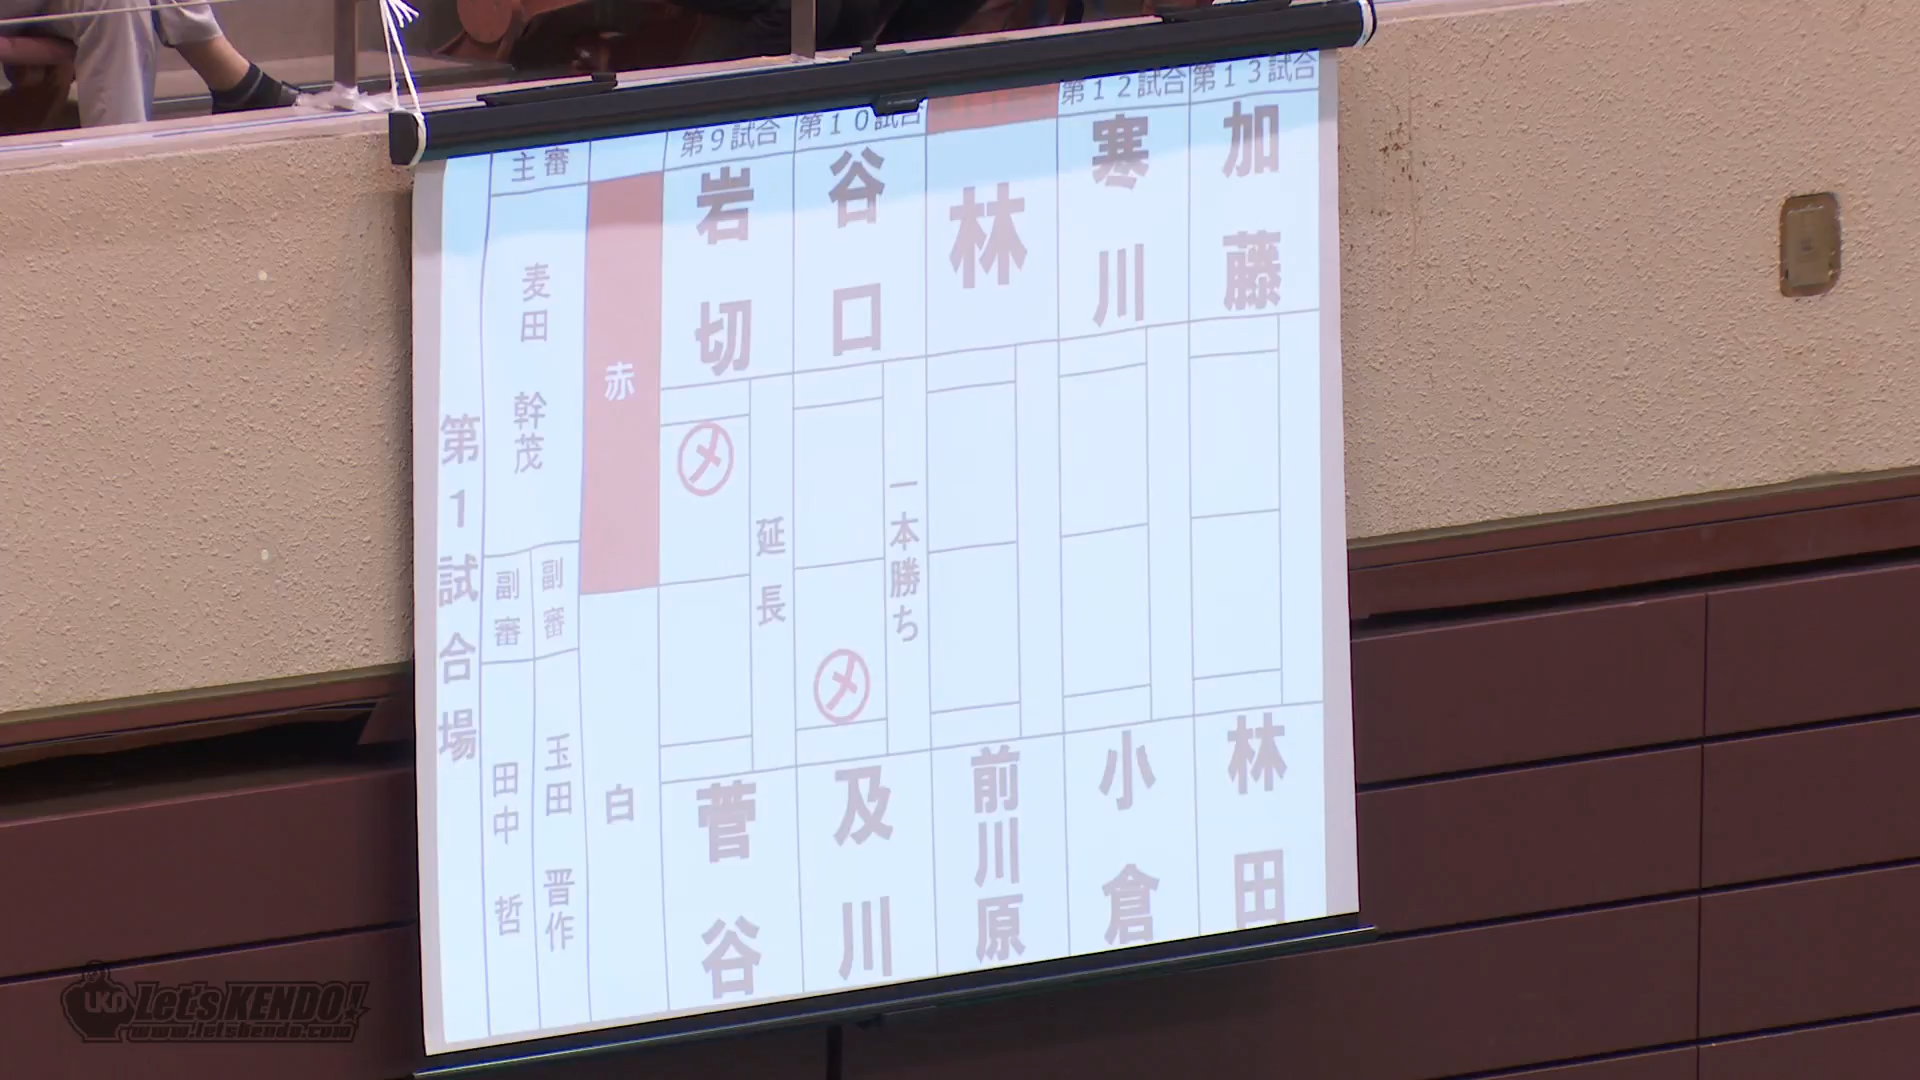 第９試合
第１０試合
第１２試合
第１３試合
主審
赤
岩切
谷口
林
寒川
加藤
麦田 幹茂
第１試合場
メ
延長
一本勝ち
副審
副審
メ
田中 哲
玉田 晋作
白
菅谷
及川
前川原
小倉
林田
LKD Let's KENDO!
www.letskendo.com